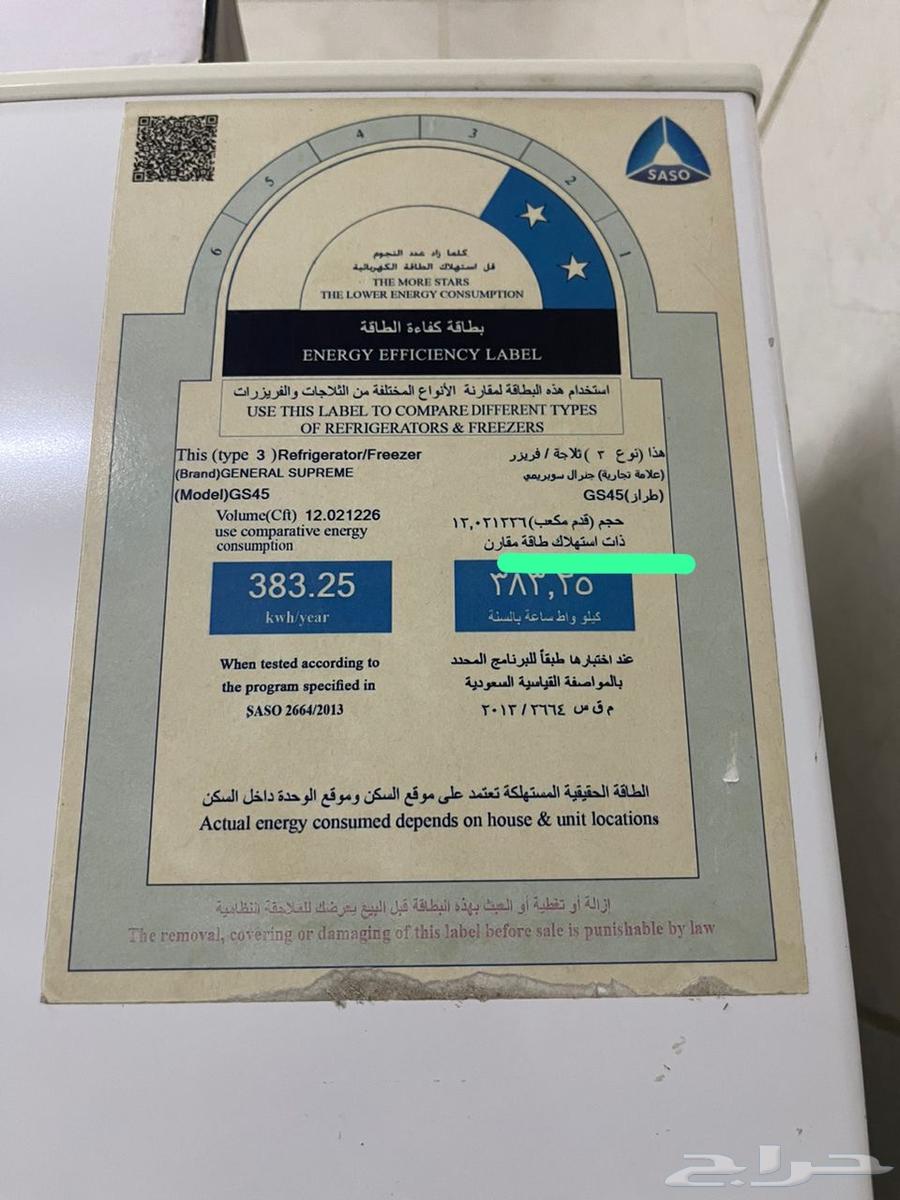 SASO
6
5
4
3
2
1
كلما زاد عدد النجوم
قل استهلاك الطاقة الكهربائية
THE MORE STARS
THE LOWER ENERGY CONSUMPTION
بطاقة كفاءة الطاقة
ENERGY EFFICIENCY LABEL
استخدام هذه البطاقة لمقارنة الأنواع المختلفة من الثلاجات والفريزرات
USE THIS LABEL TO COMPARE DIFFERENT TYPES
OF REFRIGERATORS & FREEZERS
This (type 3 )Refrigerator/Freezer
(Brand)GENERAL SUPREME
(Model)GS45
Volume(Cft) 12.021226
use comparative energy
consumption
383.25
kwh/year
When tested according to
the program specified in
SASO 2664/2013
هذا (نوع ٣ )ثلاجة / فريزر
(علامة تجارية) جنرال سوبريمي
(طراز)GS45
حجم (قدم مكعب)١٢,٠٢١٢٢٦
ذات استهلاك طاقة مقارن
٣٨٣,٢٥
كيلو واط ساعة بالسنة
عند اختبارها طبقاً للبرنامج المحدد
بالمواصفة القياسية السعودية
م ق س ٢٦٦٤ / ٢٠١٣
الطاقة الحقيقية المستهلكة تعتمد على موقع السكن وموقع الوحدة داخل السكن
Actual energy consumed depends on house & unit locations
إزالة أو تغطية أو العبث بهذه البطاقة قبل البيع يعرضك للملاحقة النظامية
The removal, covering or damaging of this label before sale is punishable by law
حراج